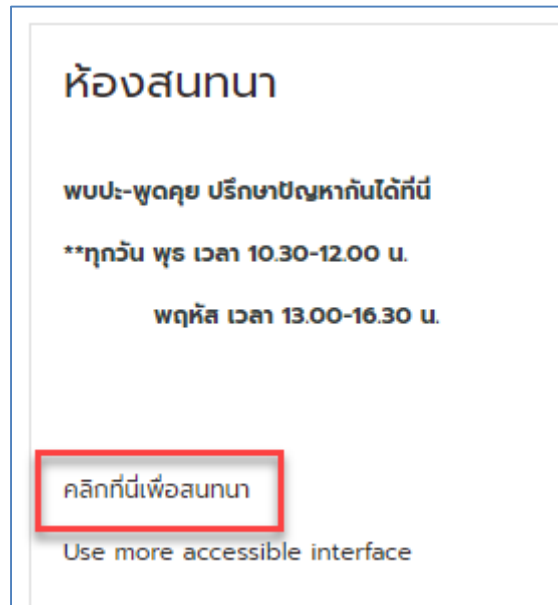 ห้องสนทนา
พบปะ-พูดคุย ปรึกษาปัญหากันได้ที่นี่
**ทุกวัน พุธ เวลา 10.30-12.00 น.
พฤหัส เวลา 13.00-16.30 น.
คลิกที่นี่เพื่อสนทนา
Use more accessible interface